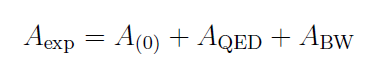 A_exp = A_(0) + A_QED + A_BW